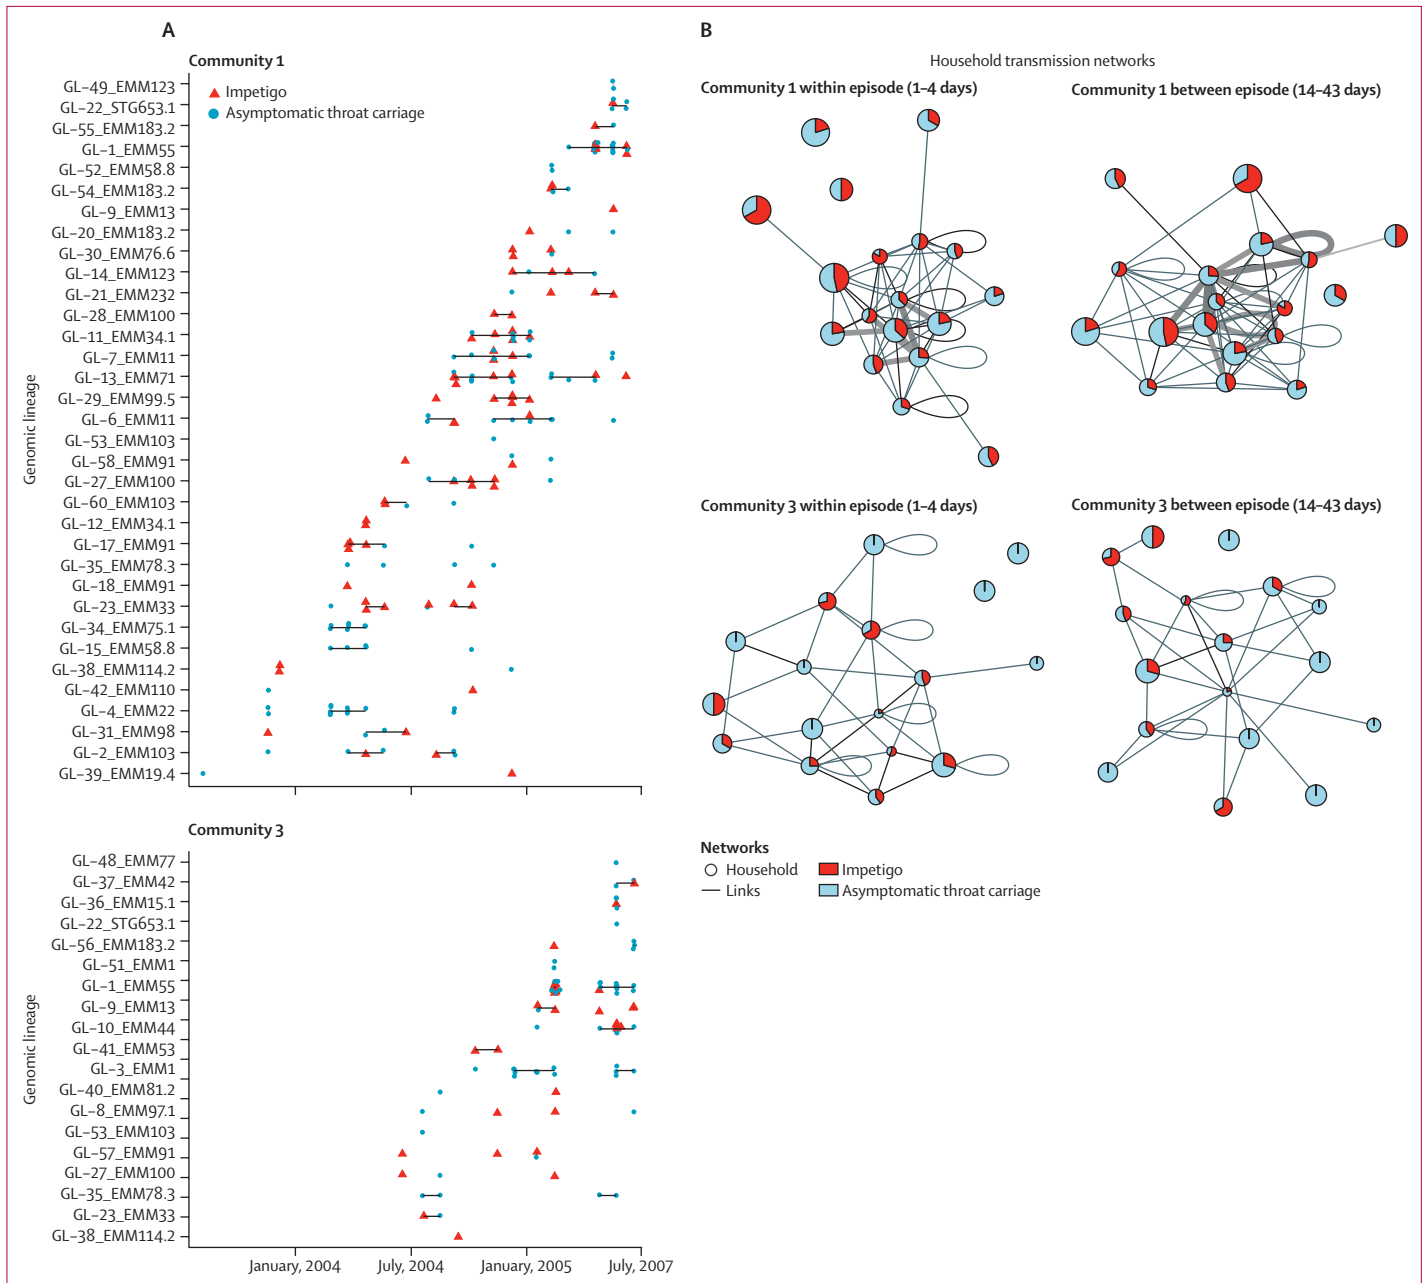 A
Community 1
Impetigo
Asymptomatic throat carriage
Genomic lineage
GL–49_EMM123
GL–22_STG653.1
GL–55_EMM183.2
GL–1_EMM55
GL–52_EMM58.8
GL–54_EMM183.2
GL–9_EMM13
GL–20_EMM183.2
GL–30_EMM76.6
GL–14_EMM123
GL–21_EMM232
GL–28_EMM100
GL–11_EMM34.1
GL–7_EMM11
GL–13_EMM71
GL–29_EMM99.5
GL–6_EMM11
GL–53_EMM103
GL–58_EMM91
GL–27_EMM100
GL–60_EMM103
GL–12_EMM34.1
GL–17_EMM91
GL–35_EMM78.3
GL–18_EMM91
GL–23_EMM33
GL–34_EMM75.1
GL–15_EMM58.8
GL–38_EMM114.2
GL–42_EMM110
GL–4_EMM22
GL–31_EMM98
GL–2_EMM103
GL–39_EMM19.4
Community 3
Genomic lineage
GL–48_EMM77
GL–37_EMM42
GL–36_EMM15.1
GL–22_STG653.1
GL–56_EMM183.2
GL–51_EMM1
GL–1_EMM55
GL–9_EMM13
GL–10_EMM44
GL–41_EMM53
GL–3_EMM1
GL–40_EMM81.2
GL–8_EMM97.1
GL–53_EMM103
GL–57_EMM91
GL–27_EMM100
GL–35_EMM78.3
GL–23_EMM33
GL–38_EMM114.2
January, 2004 July, 2004 January, 2005 July, 2007
B
Household transmission networks
Community 1 within episode (1–4 days)
Community 1 between episode (14–43 days)
Community 3 within episode (1–4 days)
Community 3 between episode (14–43 days)
Networks
Household
Links
Impetigo
Asymptomatic throat carriage